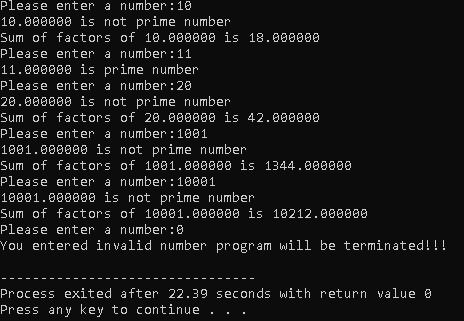 Please enter a number:10
10.000000 is not prime number
Sum of factors of 10.000000 is 18.000000
Please enter a number:11
11.000000 is prime number
Please enter a number:20
20.000000 is not prime number
Sum of factors of 20.000000 is 42.000000
Please enter a number:1001
1001.000000 is not prime number
Sum of factors of 1001.000000 is 1344.000000
Please enter a number:10001
10001.000000 is not prime number
Sum of factors of 10001.000000 is 10212.000000
Please enter a number:0
You entered invalid number program will be terminated!!!
--------------------------------
Process exited after 22.39 seconds with return value 0
Press any key to continue . . .